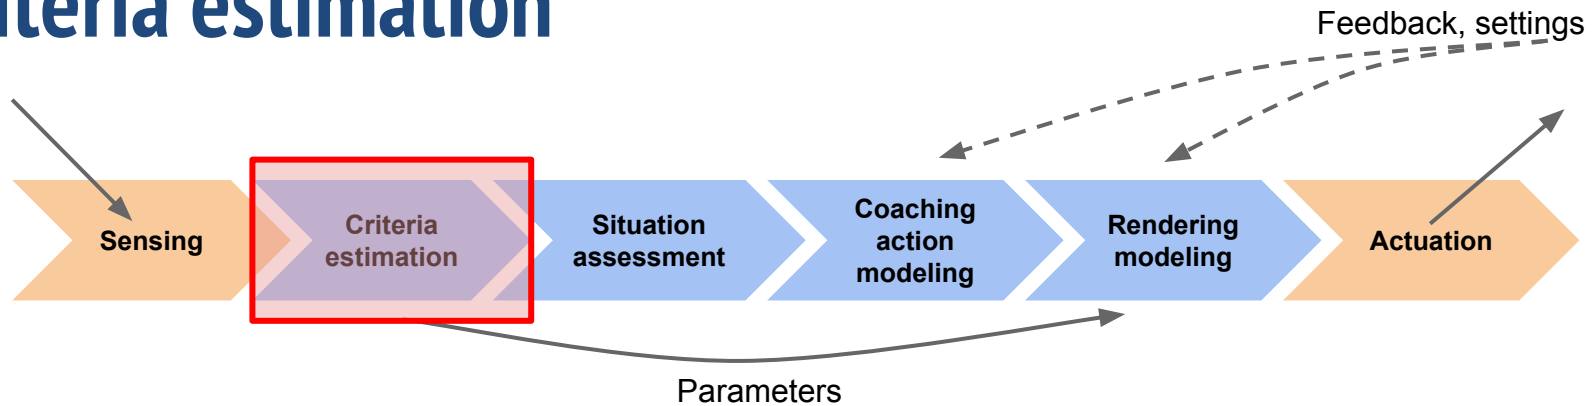 iteria estimation
Feedback, settings
Sensing
Criteria
estimation
Situation
assessment
Coaching
action
modeling
Rendering
modeling
Actuation
Parameters